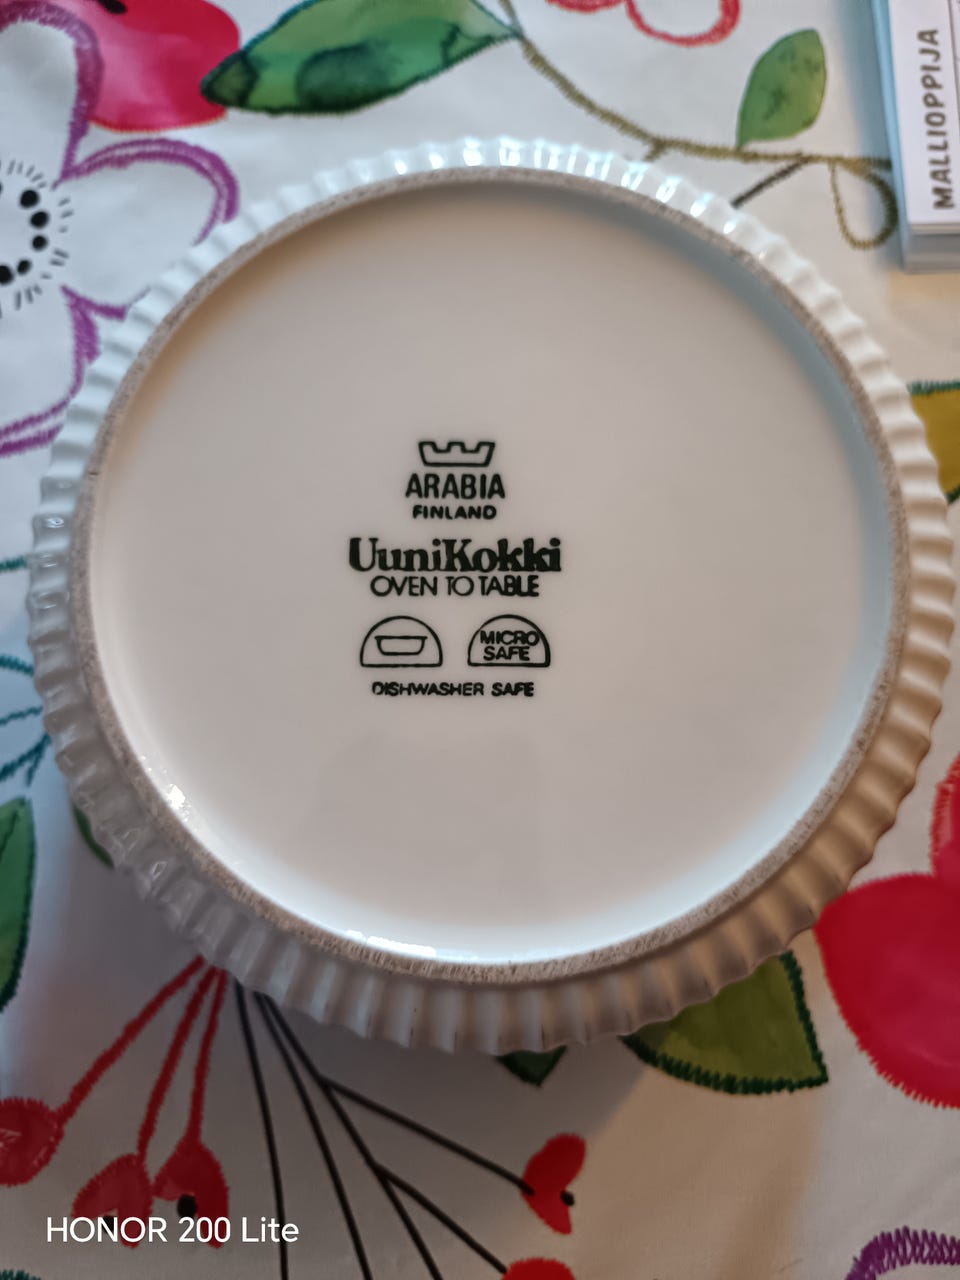 MALLIOPPIJA
ARABIA
FINLAND
UuniKokki
OVEN TO TABLE
MICRO
SAFE
DISHWASHER SAFE
HONOR 200 Lite